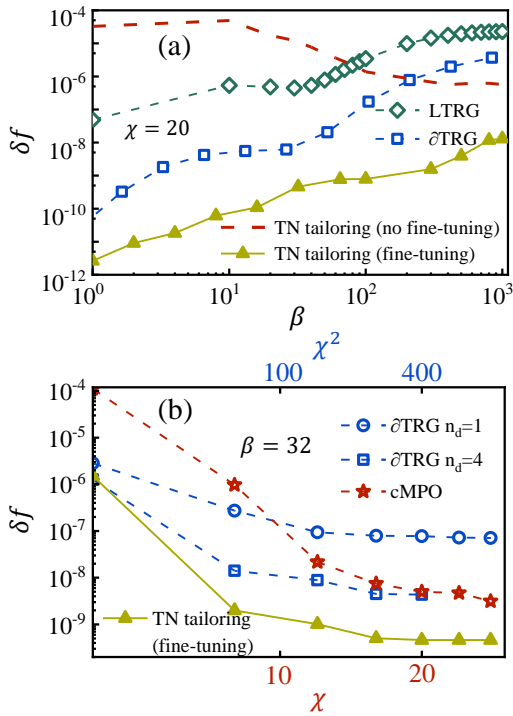 10⁻⁴
(a)
10⁻⁶
LTRG
χ = 20
∂TRG
δf
10⁻⁸
10⁻¹⁰
TN tailoring (no fine-tuning)
TN tailoring (fine-tuning)
10⁻¹²
10⁰ 10¹ 10² 10³
β
χ²
100 400
10⁻⁴
(b)
∂TRG n_d=1
10⁻⁵
β = 32
∂TRG n_d=4
10⁻⁶
cMPO
δf
10⁻⁷
10⁻⁸
TN tailoring
10⁻⁹
(fine-tuning)
10 20
χ